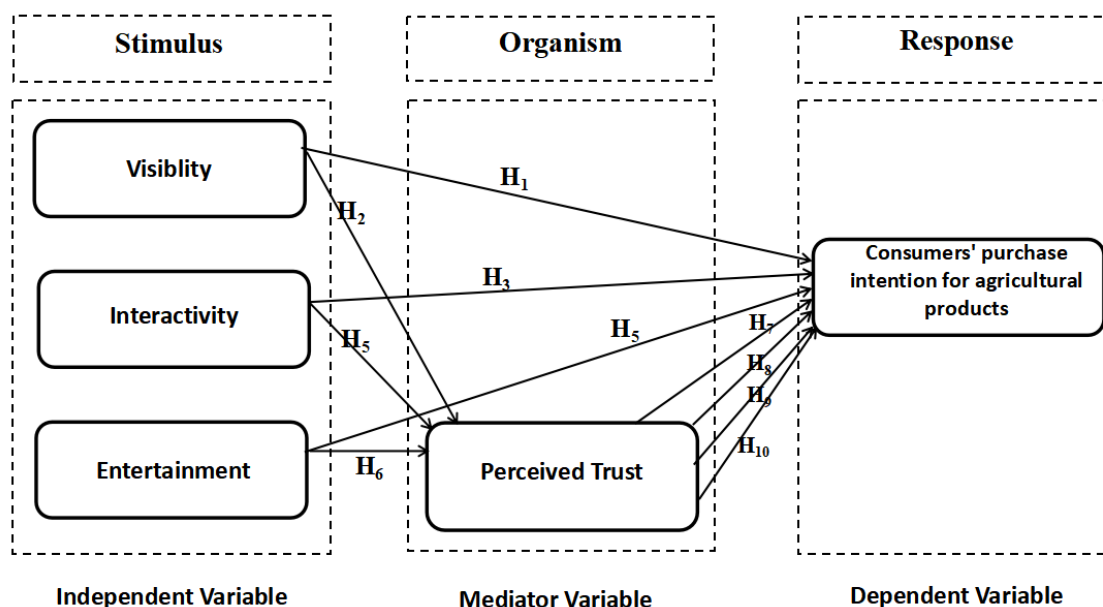 Stimulus
Organism
Response
Visiblity
H₁
H₂
Consumers' purchase
intention for agricultural
products
Interactivity
H₃
H₅
H₅
H₇
H₈
H₉
H₁₀
Entertainment
H₆
Perceived Trust
Independent Variable
Mediator Variable
Dependent Variable